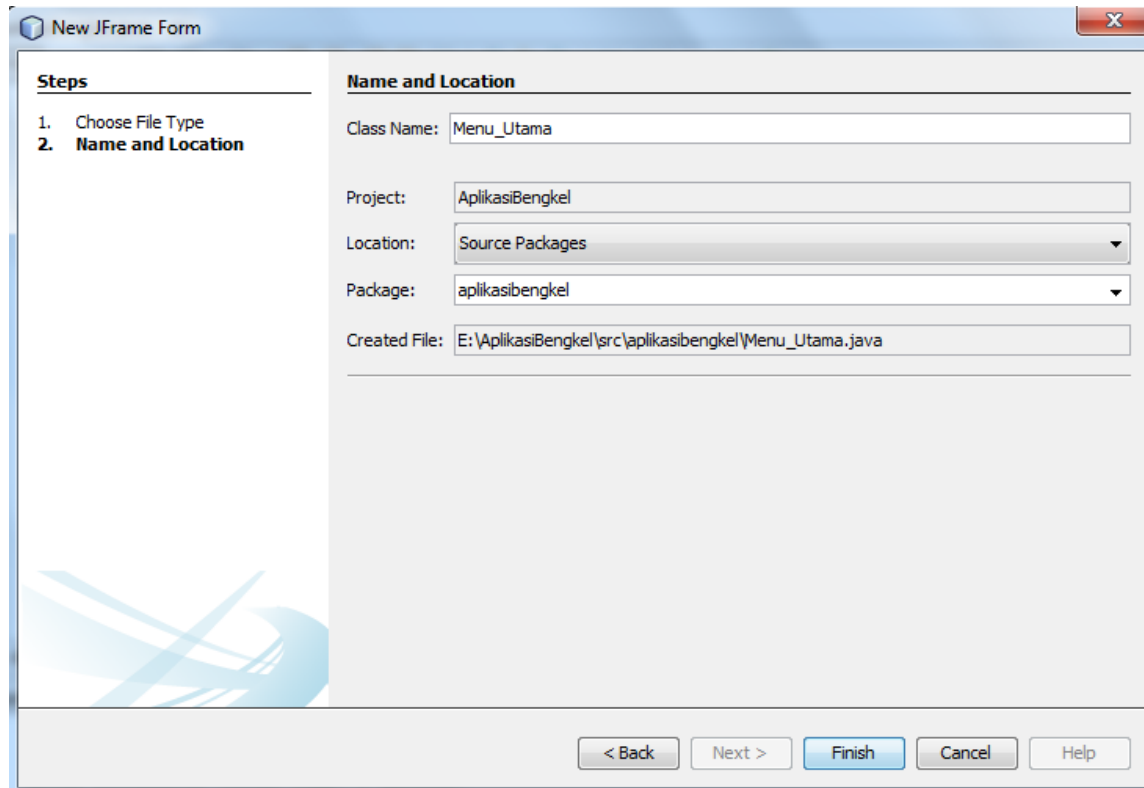 New JFrame Form
Steps
1. Choose File Type
2. Name and Location
Name and Location
Class Name: Menu_Utama
Project: AplikasiBengkel
Location: Source Packages
Package: aplikasibengkel
Created File: E:\AplikasiBengkel\src\aplikasibengkel\Menu_Utama.java
< Back Next > Finish Cancel Help